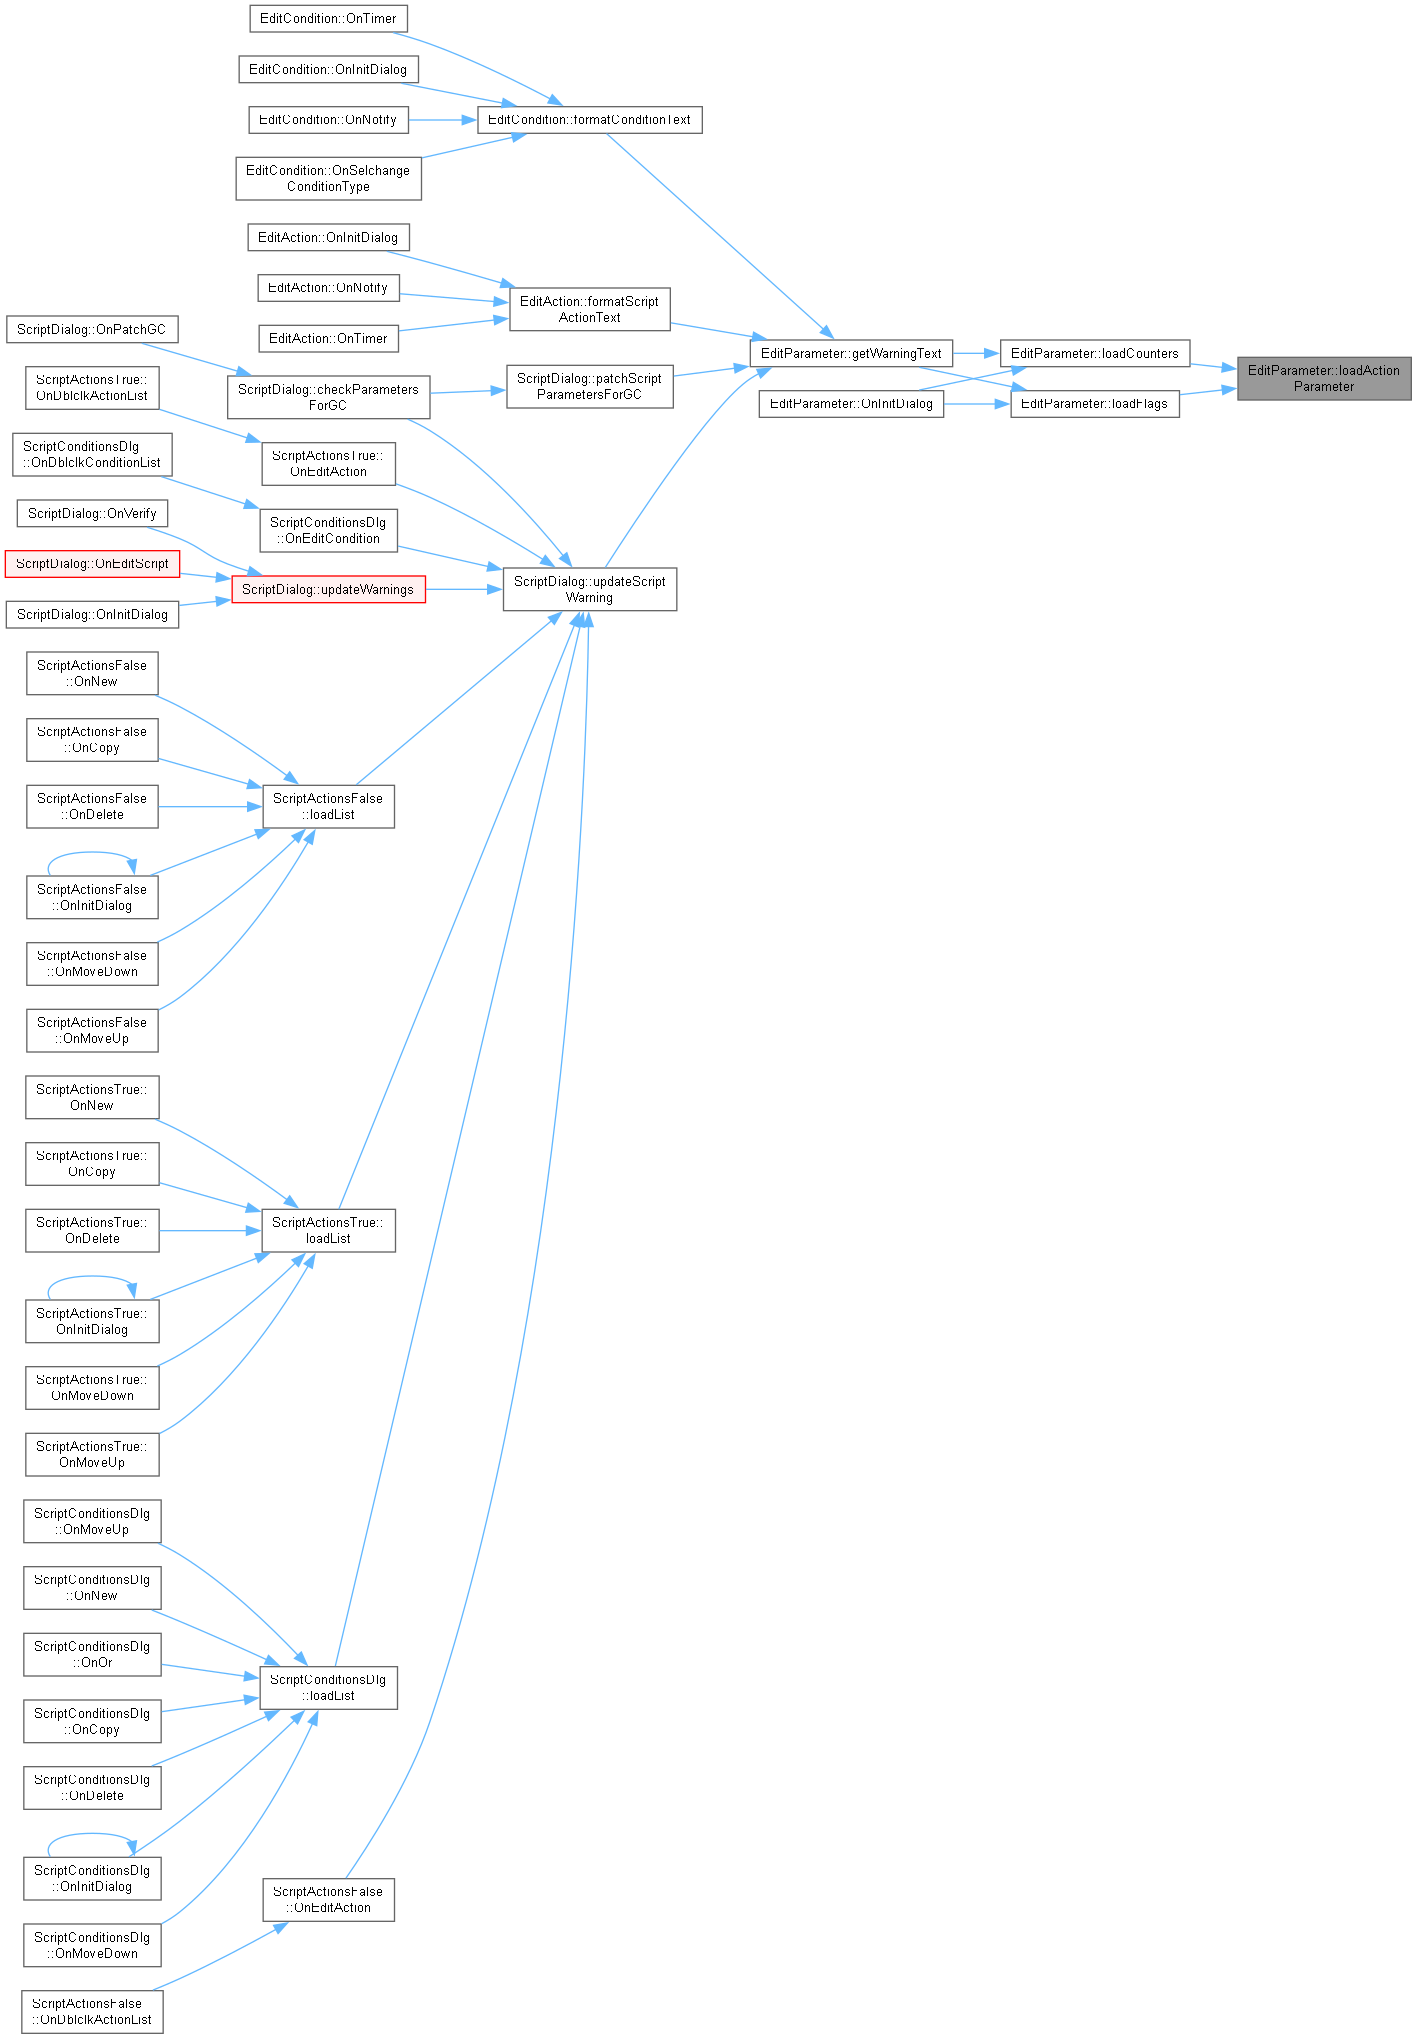 EditCondition::OnTimer
EditCondition::OnInitDialog
EditCondition::OnNotify
EditCondition::formatConditionText
EditCondition::OnSelchange
ConditionType
EditAction::OnInitDialog
EditAction::OnNotify
EditAction::formatScript
ActionText
EditAction::OnTimer
ScriptDialog::OnPatchGC
EditParameter::getWarningText
EditParameter::loadCounters
EditParameter::loadAction
Parameter
ScriptActionsTrue::
OnDblclkActionList
ScriptDialog::checkParameters
ForGC
ScriptDialog::patchScript
ParametersForGC
EditParameter::OnInitDialog
EditParameter::loadFlags
ScriptConditionsDlg
::OnDblclkConditionList
ScriptActionsTrue::
OnEditAction
ScriptDialog::OnVerify
ScriptConditionsDlg
::OnEditCondition
ScriptDialog::OnEditScript
ScriptDialog::updateWarnings
ScriptDialog::updateScript
Warning
ScriptDialog::OnInitDialog
ScriptActionsFalse
::OnNew
ScriptActionsFalse
::OnCopy
ScriptActionsFalse
::OnDelete
ScriptActionsFalse
::loadList
ScriptActionsFalse
::OnInitDialog
ScriptActionsFalse
::OnMoveDown
ScriptActionsFalse
::OnMoveUp
ScriptActionsTrue::
OnNew
ScriptActionsTrue::
OnCopy
ScriptActionsTrue::
OnDelete
ScriptActionsTrue::
loadList
ScriptActionsTrue::
OnInitDialog
ScriptActionsTrue::
OnMoveDown
ScriptActionsTrue::
OnMoveUp
ScriptConditionsDlg
::OnMoveUp
ScriptConditionsDlg
::OnNew
ScriptConditionsDlg
::OnOr
ScriptConditionsDlg
::loadList
ScriptConditionsDlg
::OnCopy
ScriptConditionsDlg
::OnDelete
ScriptConditionsDlg
::OnInitDialog
ScriptActionsFalse
::OnEditAction
ScriptConditionsDlg
::OnMoveDown
ScriptActionsFalse
::OnDblclkActionList